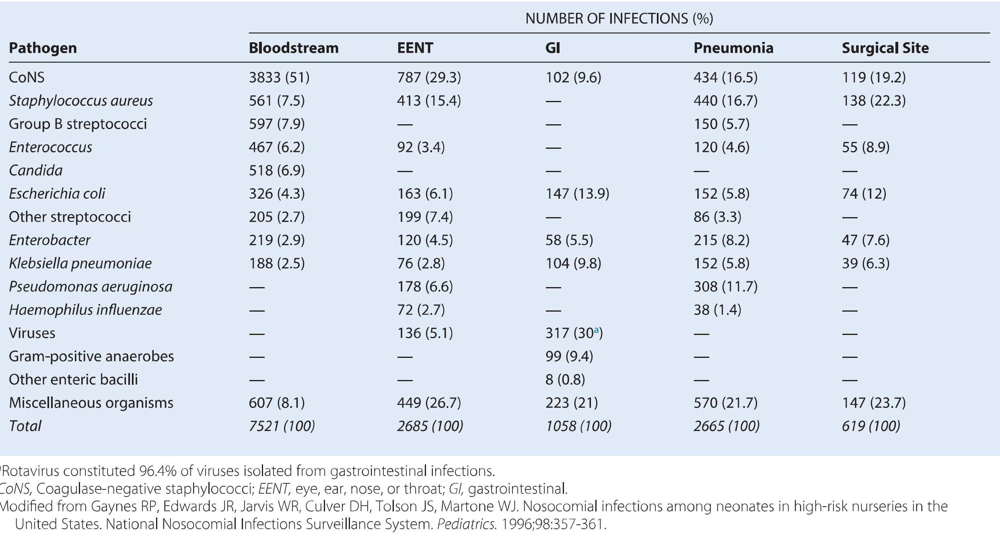 NUMBER OF INFECTIONS (%)
Pathogen Bloodstream EENT GI Pneumonia Surgical Site
CoNS 3833 (51) 787 (29.3) 102 (9.6) 434 (16.5) 119 (19.2)
Staphylococcus aureus 561 (7.5) 413 (15.4) — 440 (16.7) 138 (22.3)
Group B streptococci 597 (7.9) — — 150 (5.7) —
Enterococcus 467 (6.2) 92 (3.4) — 120 (4.6) 55 (8.9)
Candida 518 (6.9) — — — —
Escherichia coli 326 (4.3) 163 (6.1) 147 (13.9) 152 (5.8) 74 (12)
Other streptococci 205 (2.7) 199 (7.4) — 86 (3.3) —
Enterobacter 219 (2.9) 120 (4.5) 58 (5.5) 215 (8.2) 47 (7.6)
Klebsiella pneumoniae 188 (2.5) 76 (2.8) 104 (9.8) 152 (5.8) 39 (6.3)
Pseudomonas aeruginosa — 178 (6.6) — 308 (11.7) —
Haemophilus influenzae — 72 (2.7) — 38 (1.4) —
Viruses — 136 (5.1) 317 (30a) — —
Gram-positive anaerobes — — 99 (9.4) — —
Other enteric bacilli — — 8 (0.8) — —
Miscellaneous organisms 607 (8.1) 449 (26.7) 223 (21) 570 (21.7) 147 (23.7)
Total 7521 (100) 2685 (100) 1058 (100) 2665 (100) 619 (100)
aRotavirus constituted 96.4% of viruses isolated from gastrointestinal infections.
CoNS, Coagulase-negative staphylococci; EENT, eye, ear, nose, or throat; GI, gastrointestinal.
Modified from Gaynes RP, Edwards JR, Jarvis WR, Culver DH, Tolson JS, Martone WJ. Nosocomial infections among neonates in high-risk nurseries in the
United States. National Nosocomial Infections Surveillance System. Pediatrics. 1996;98:357-361.